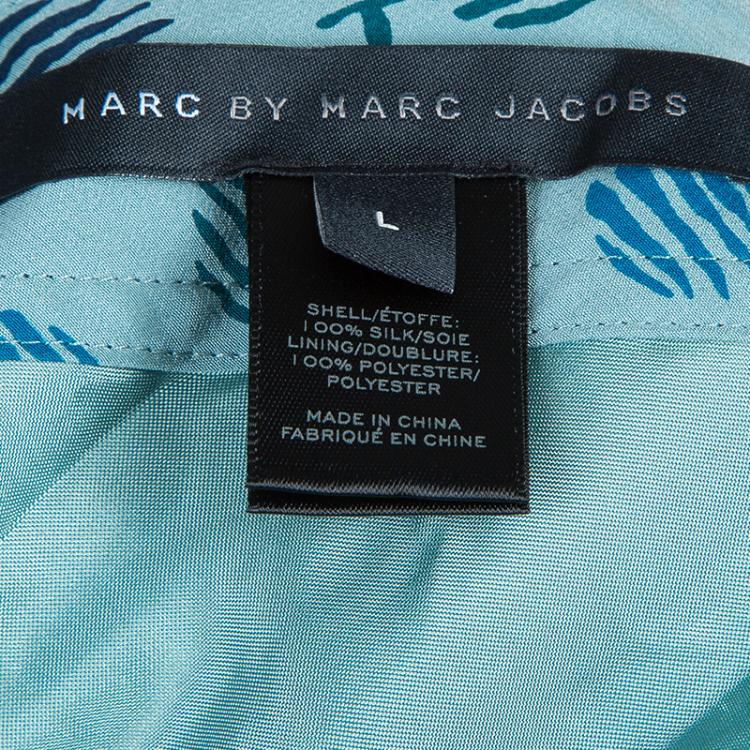 MARC BY MARC JACOBS
L
SHELL/ÉTOFFE:
100% SILK/SOIE
LINING/DOUBLURE:
100% POLYESTER/
POLYESTER
MADE IN CHINA
FABRIQUÉ EN CHINE